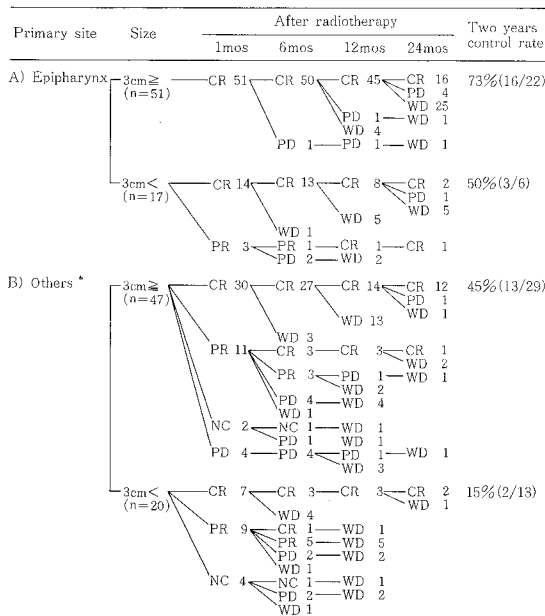 Primary site Size After radiotherapy Two years control rate
1mos 6mos 12mos 24mos
A) Epipharynx 3cm≧ (n=51) CR 51 CR 50 CR 45 CR 16 73%(16/22)
PD 4
WD 25
PD 1 WD 1
WD 4
PD 1 PD 1 WD 1
3cm< (n=17) CR 14 CR 13 CR 8 CR 2 50%(3/6)
PD 1
WD 5 WD 5
WD 1
PR 3 PR 1 CR 1 CR 1
PD 2 WD 2
B) Others * 3cm≧ (n=47) CR 30 CR 27 CR 14 CR 12 45%(13/29)
PD 1
WD 13 WD 1
WD 3
PR 11 CR 3 CR 3 CR 1
WD 2
PR 3 PD 1 WD 1
WD 2
PD 4 WD 4
WD 1
NC 2 NC 1 WD 1
PD 1 WD 1
PD 4 PD 4 PD 1 WD 1
WD 3
3cm< (n=20) CR 7 CR 3 CR 3 CR 2 15%(2/13)
WD 1
WD 4
PR 9 CR 1 WD 1
PR 5 WD 5
PD 2 WD 2
WD 1
NC 4 NC 1 WD 1
PD 2 WD 2
WD 1